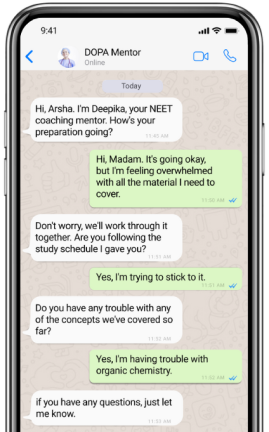 9:41
DOPA Mentor
Online
Today
Hi, Arsha. I'm Deepika, your NEET
coaching mentor. How's your
preparation going?
11:45 AM
Hi, Madam. It's going okay,
but I'm feeling overwhelmed
with all the material I need to
cover.
11:50 AM
Don't worry, we'll work through it
together. Are you following the
study schedule I gave you?
11:51 AM
Yes, I'm trying to stick to it.
11:51 AM
Do you have any trouble with any
of the concepts we've covered so
far?
11:52 AM
Yes, I'm having trouble with
organic chemistry.
11:52 AM
if you have any questions, just let
me know.
11:53 AM